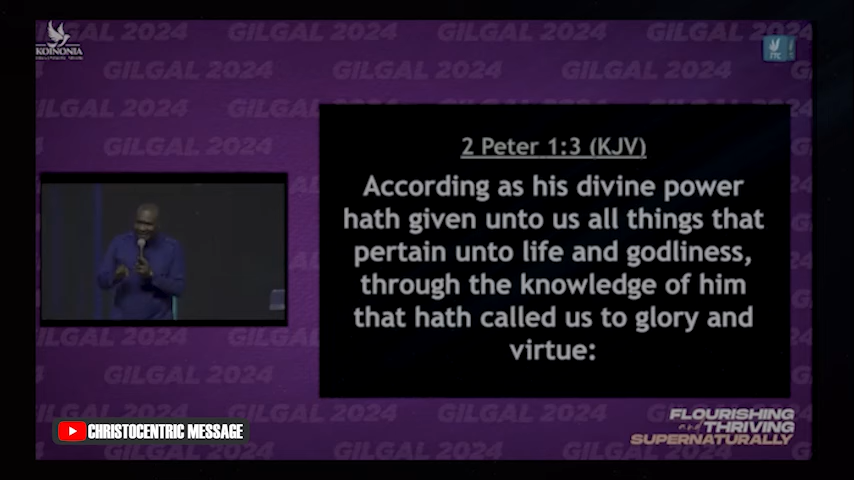 KOINONIA
GILGAL 2024
TTC
2 Peter 1:3 (KJV)
According as his divine power
hath given unto us all things that
pertain unto life and godliness,
through the knowledge of him
that hath called us to glory and
virtue:
CHRISTOCENTRIC MESSAGE
FLOURISHING
and THRIVING
SUPERNATURALLY